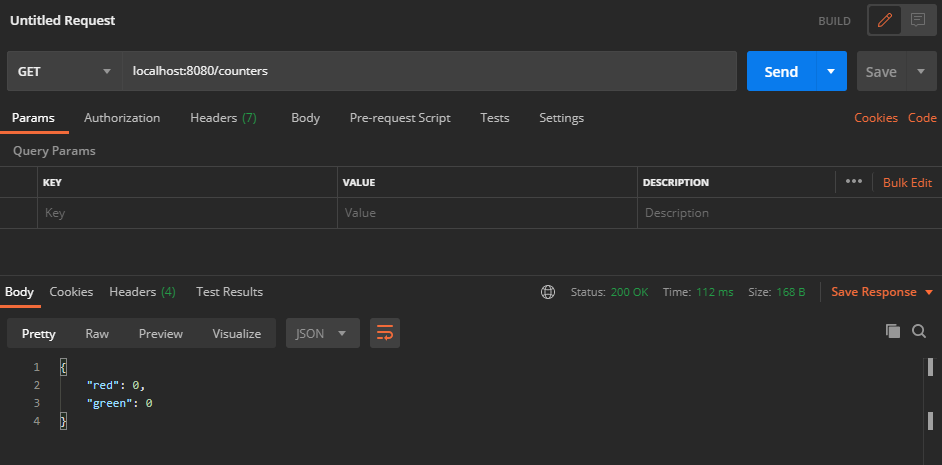 Untitled Request BUILD
GET localhost:8080/counters Send Save
Params Authorization Headers (7) Body Pre-request Script Tests Settings Cookies Code
Query Params
KEY VALUE DESCRIPTION ••• Bulk Edit
Key Value Description
Body Cookies Headers (4) Test Results Status: 200 OK Time: 112 ms Size: 168 B Save Response
Pretty Raw Preview Visualize JSON
1 {
2 "red": 0,
3 "green": 0
4 }